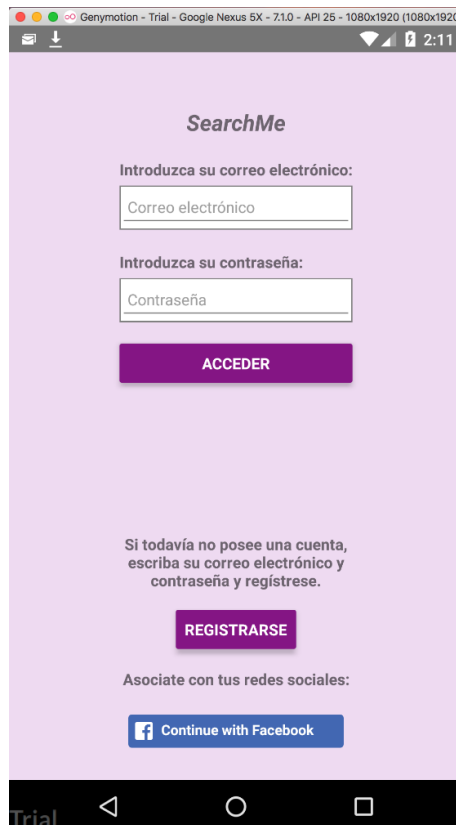 Genymotion - Trial - Google Nexus 5X - 7.1.0 - API 25 - 1080x1920 (1080x1920
2:11
SearchMe
Introduzca su correo electrónico:
Correo electrónico
Introduzca su contraseña:
Contraseña
ACCEDER
Si todavía no posee una cuenta,
escriba su correo electrónico y
contraseña y regístrese.
REGISTRARSE
Asociate con tus redes sociales:
Continue with Facebook
Trial